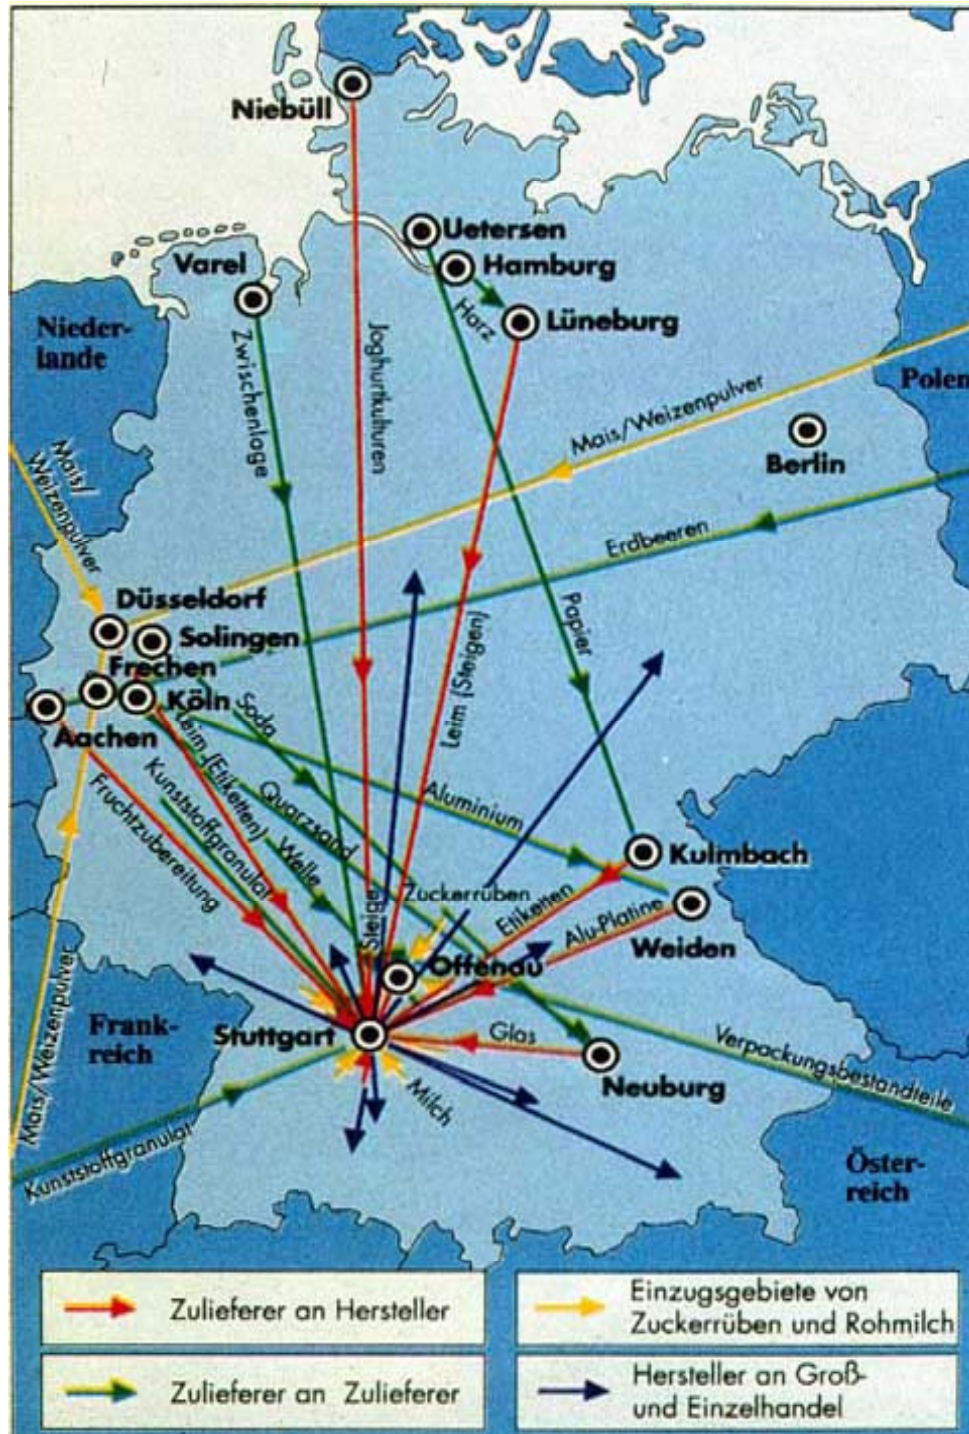 Niebüll
Uetersen
Hamburg
Varel
Harz
Lüneburg
Nieder-
lande
Zwischenlage
Joghurtkulturen
Polen
Mais/Weizenpulver
Berlin
Mais/
Weizenpulver
Erdbeeren
Düsseldorf
Solingen
Frechen
Köln
Aachen
Papier
Leim (Steigen)
Soda
Leim (Etiketten)
Quarzsand
Aluminium
Kunststoffgranulat
Welle
Fruchtzubereitung
Kulmbach
Zuckerrüben
Etiketten
Alu-Platine
Steige
Weiden
Offenau
Mais/Weizenpulver
Frank-
reich
Stuttgart
Glas
Neuburg
Verpackungsbestandteile
Milch
Kunststoffgranulat
Öster-
reich
Zulieferer an Hersteller
Einzugsgebiete von
Zuckerrüben und Rohmilch
Zulieferer an Zulieferer
Hersteller an Groß-
und Einzelhandel